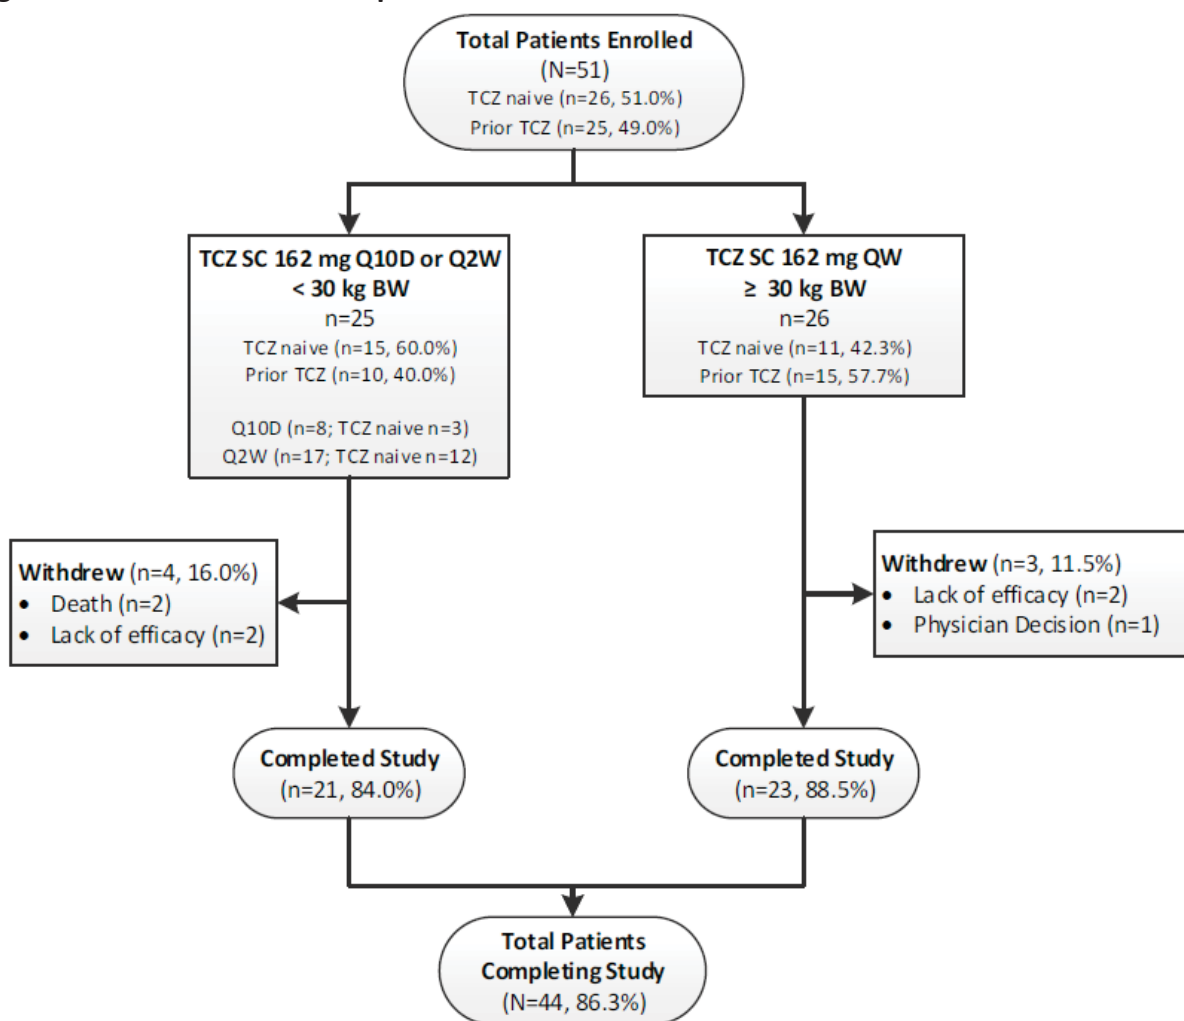 Total Patients Enrolled
(N=51)
TCZ naive (n=26, 51.0%)
Prior TCZ (n=25, 49.0%)
TCZ SC 162 mg Q10D or Q2W
< 30 kg BW
n=25
TCZ naive (n=15, 60.0%)
Prior TCZ (n=10, 40.0%)
Q10D (n=8; TCZ naive n=3)
Q2W (n=17; TCZ naive n=12)
TCZ SC 162 mg QW
≥ 30 kg BW
n=26
TCZ naive (n=11, 42.3%)
Prior TCZ (n=15, 57.7%)
Withdrew (n=4, 16.0%)
• Death (n=2)
• Lack of efficacy (n=2)
Withdrew (n=3, 11.5%)
• Lack of efficacy (n=2)
• Physician Decision (n=1)
Completed Study
(n=21, 84.0%)
Completed Study
(n=23, 88.5%)
Total Patients
Completing Study
(N=44, 86.3%)